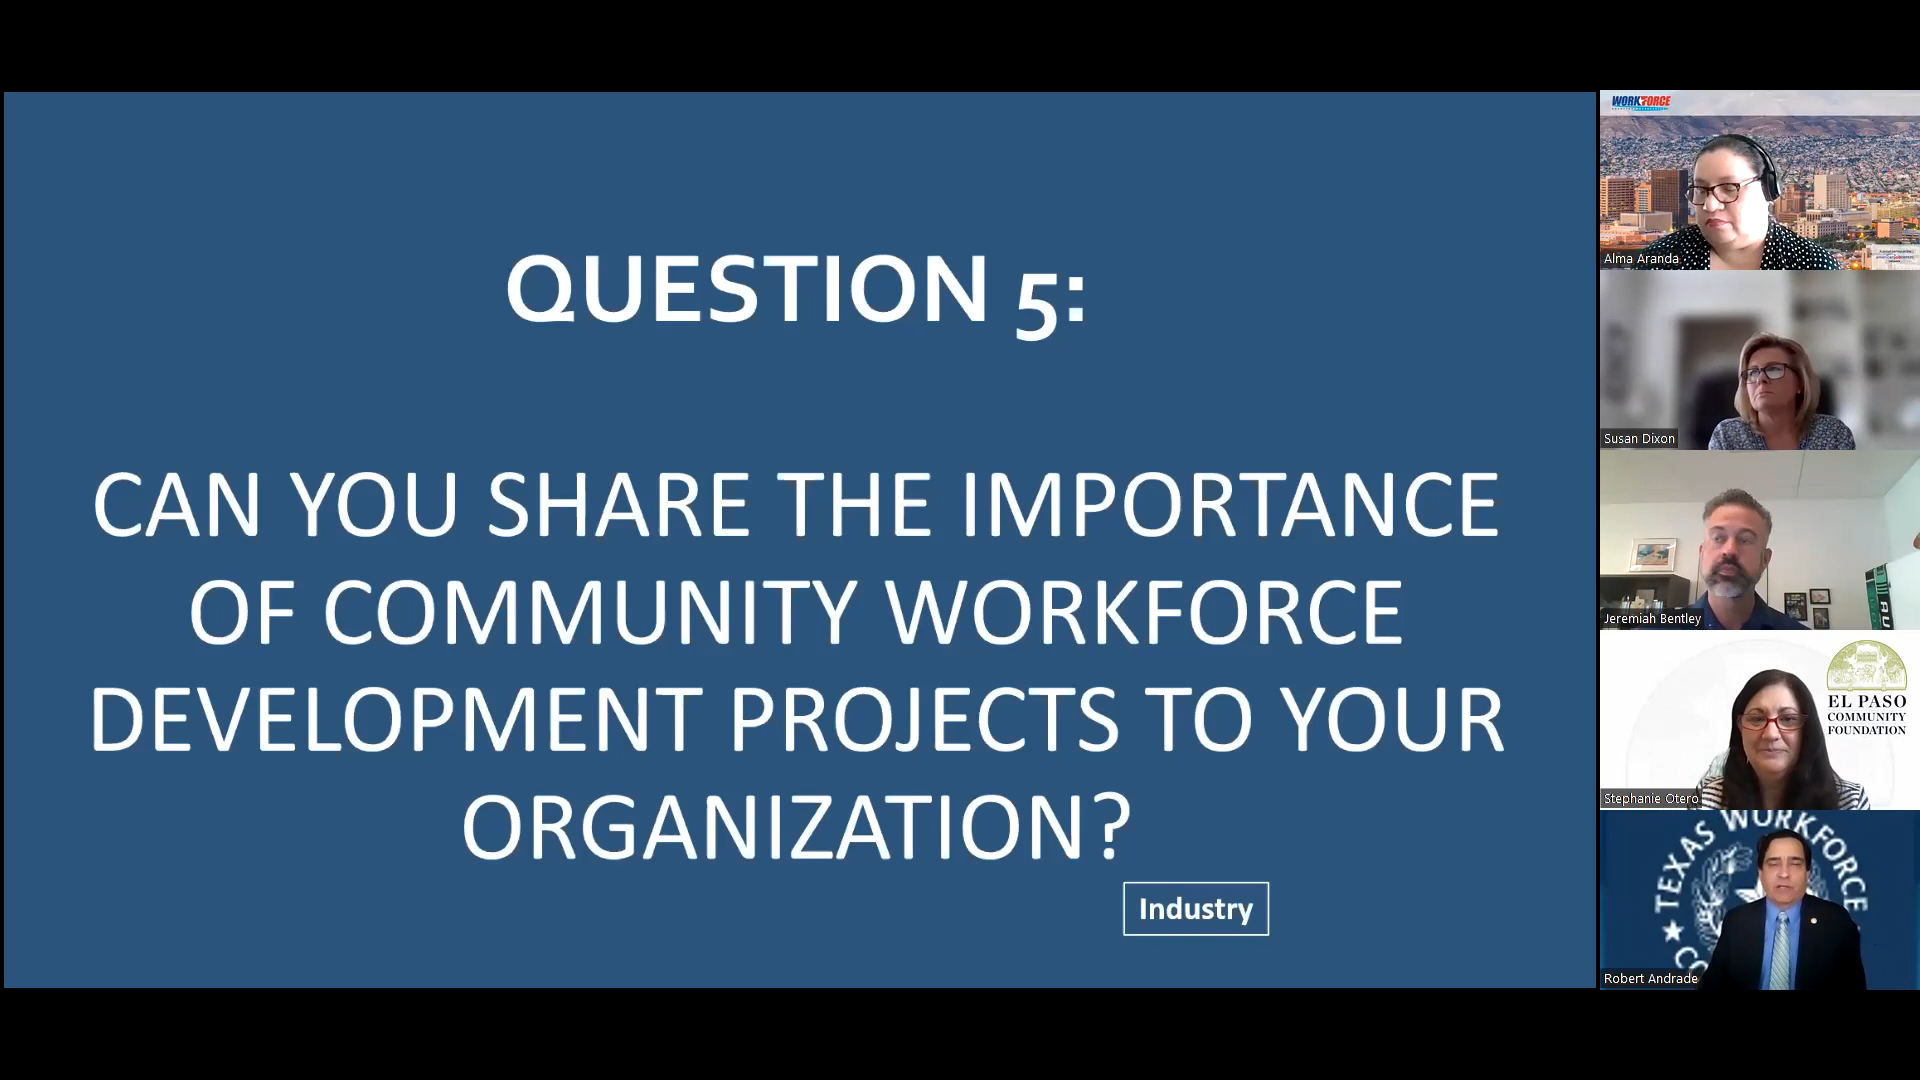 QUESTION 5:
CAN YOU SHARE THE IMPORTANCE
OF COMMUNITY WORKFORCE
DEVELOPMENT PROJECTS TO YOUR
ORGANIZATION?
Industry
WORKFORCE
Alma Aranda
Susan Dixon
Jeremiah Bentley
EL PASO
COMMUNITY
FOUNDATION
Stephanie Otero
TEXAS WORKFORCE
CO
Robert Andrade